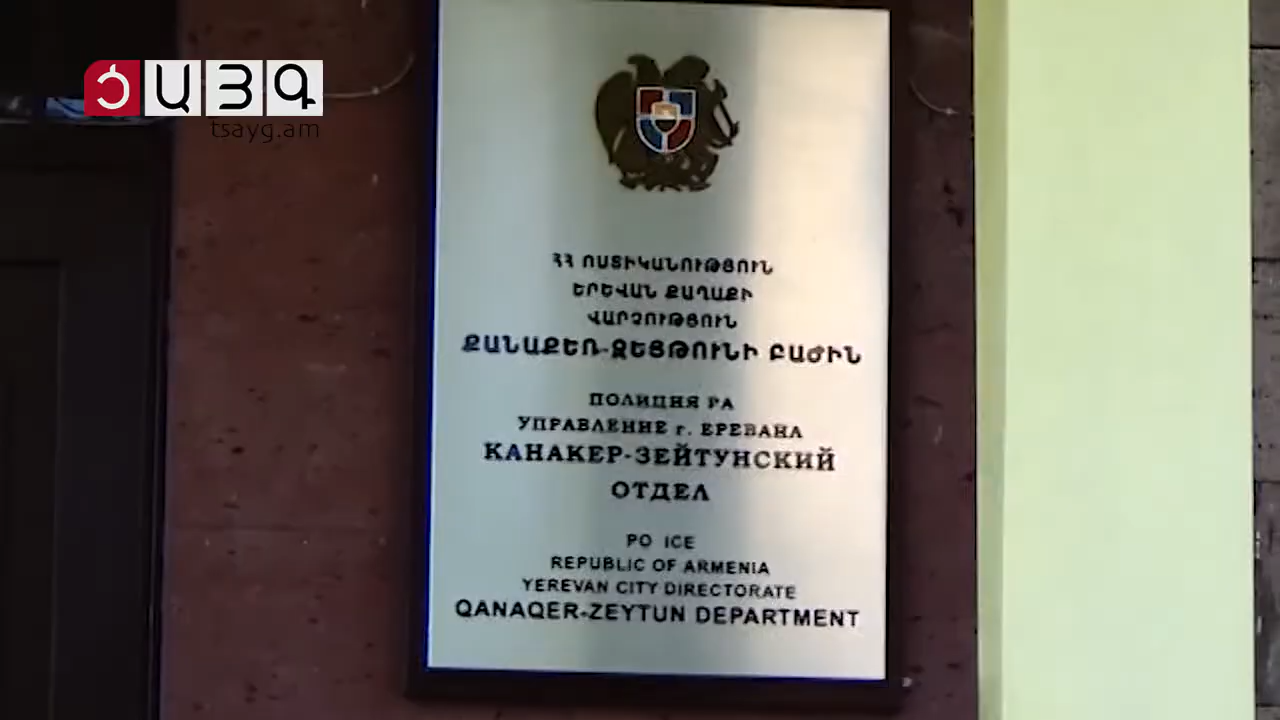 ՀՀ ՈՍՏԻԿԱՆՈՒԹՅՈՒՆ
ԵՐԵՎԱՆ ՔԱՂԱՔԻ
ՎԱՐՉՈՒԹՅՈՒՆ
ՔԱՆԱՔԵՌ-ԶԵՅԹՈՒՆԻ ԲԱԺԻՆ
ПОЛИЦИЯ РА
УПРАВЛЕНИЕ г. ЕРЕВАНА
КАНАКЕР-ЗЕЙТУНСКИЙ
ОТДЕЛ
PO ICE
REPUBLIC OF ARMENIA
YEREVAN CITY DIRECTORATE
QANAQER-ZEYTUN DEPARTMENT
ԾԱՅԳ
tsayg.am